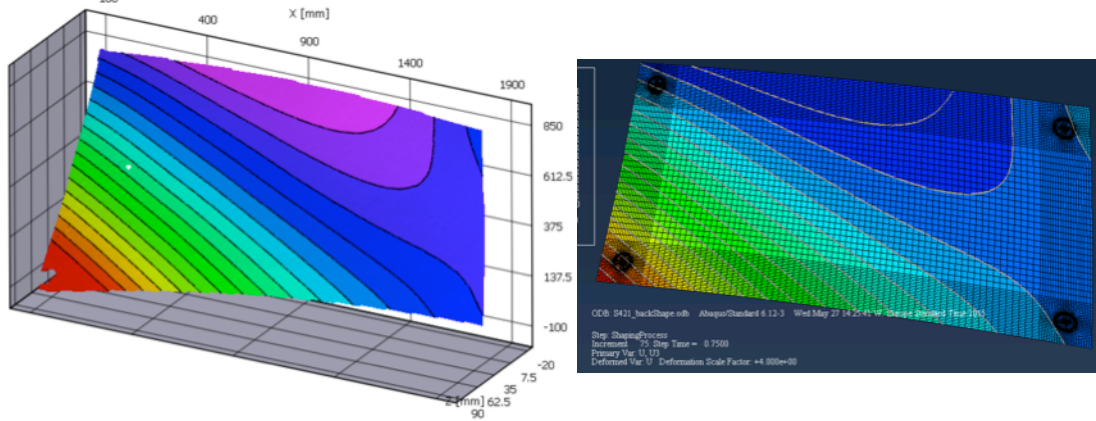 X [mm]
400
900
1400
1900
850
612.5
375
137.5
-100
-20
7.5
35
Z [mm] 62.5
90
ODB: S421_backShape.odb Abaqus/Standard 6.12-3 Wed May 27 14:25:41 W. Europe Standard Time 2015
Step: ShapingProcess
Increment 75: Step Time = 0.7500
Primary Var: U, U3
Deformed Var: U Deformation Scale Factor: +4.000e+00